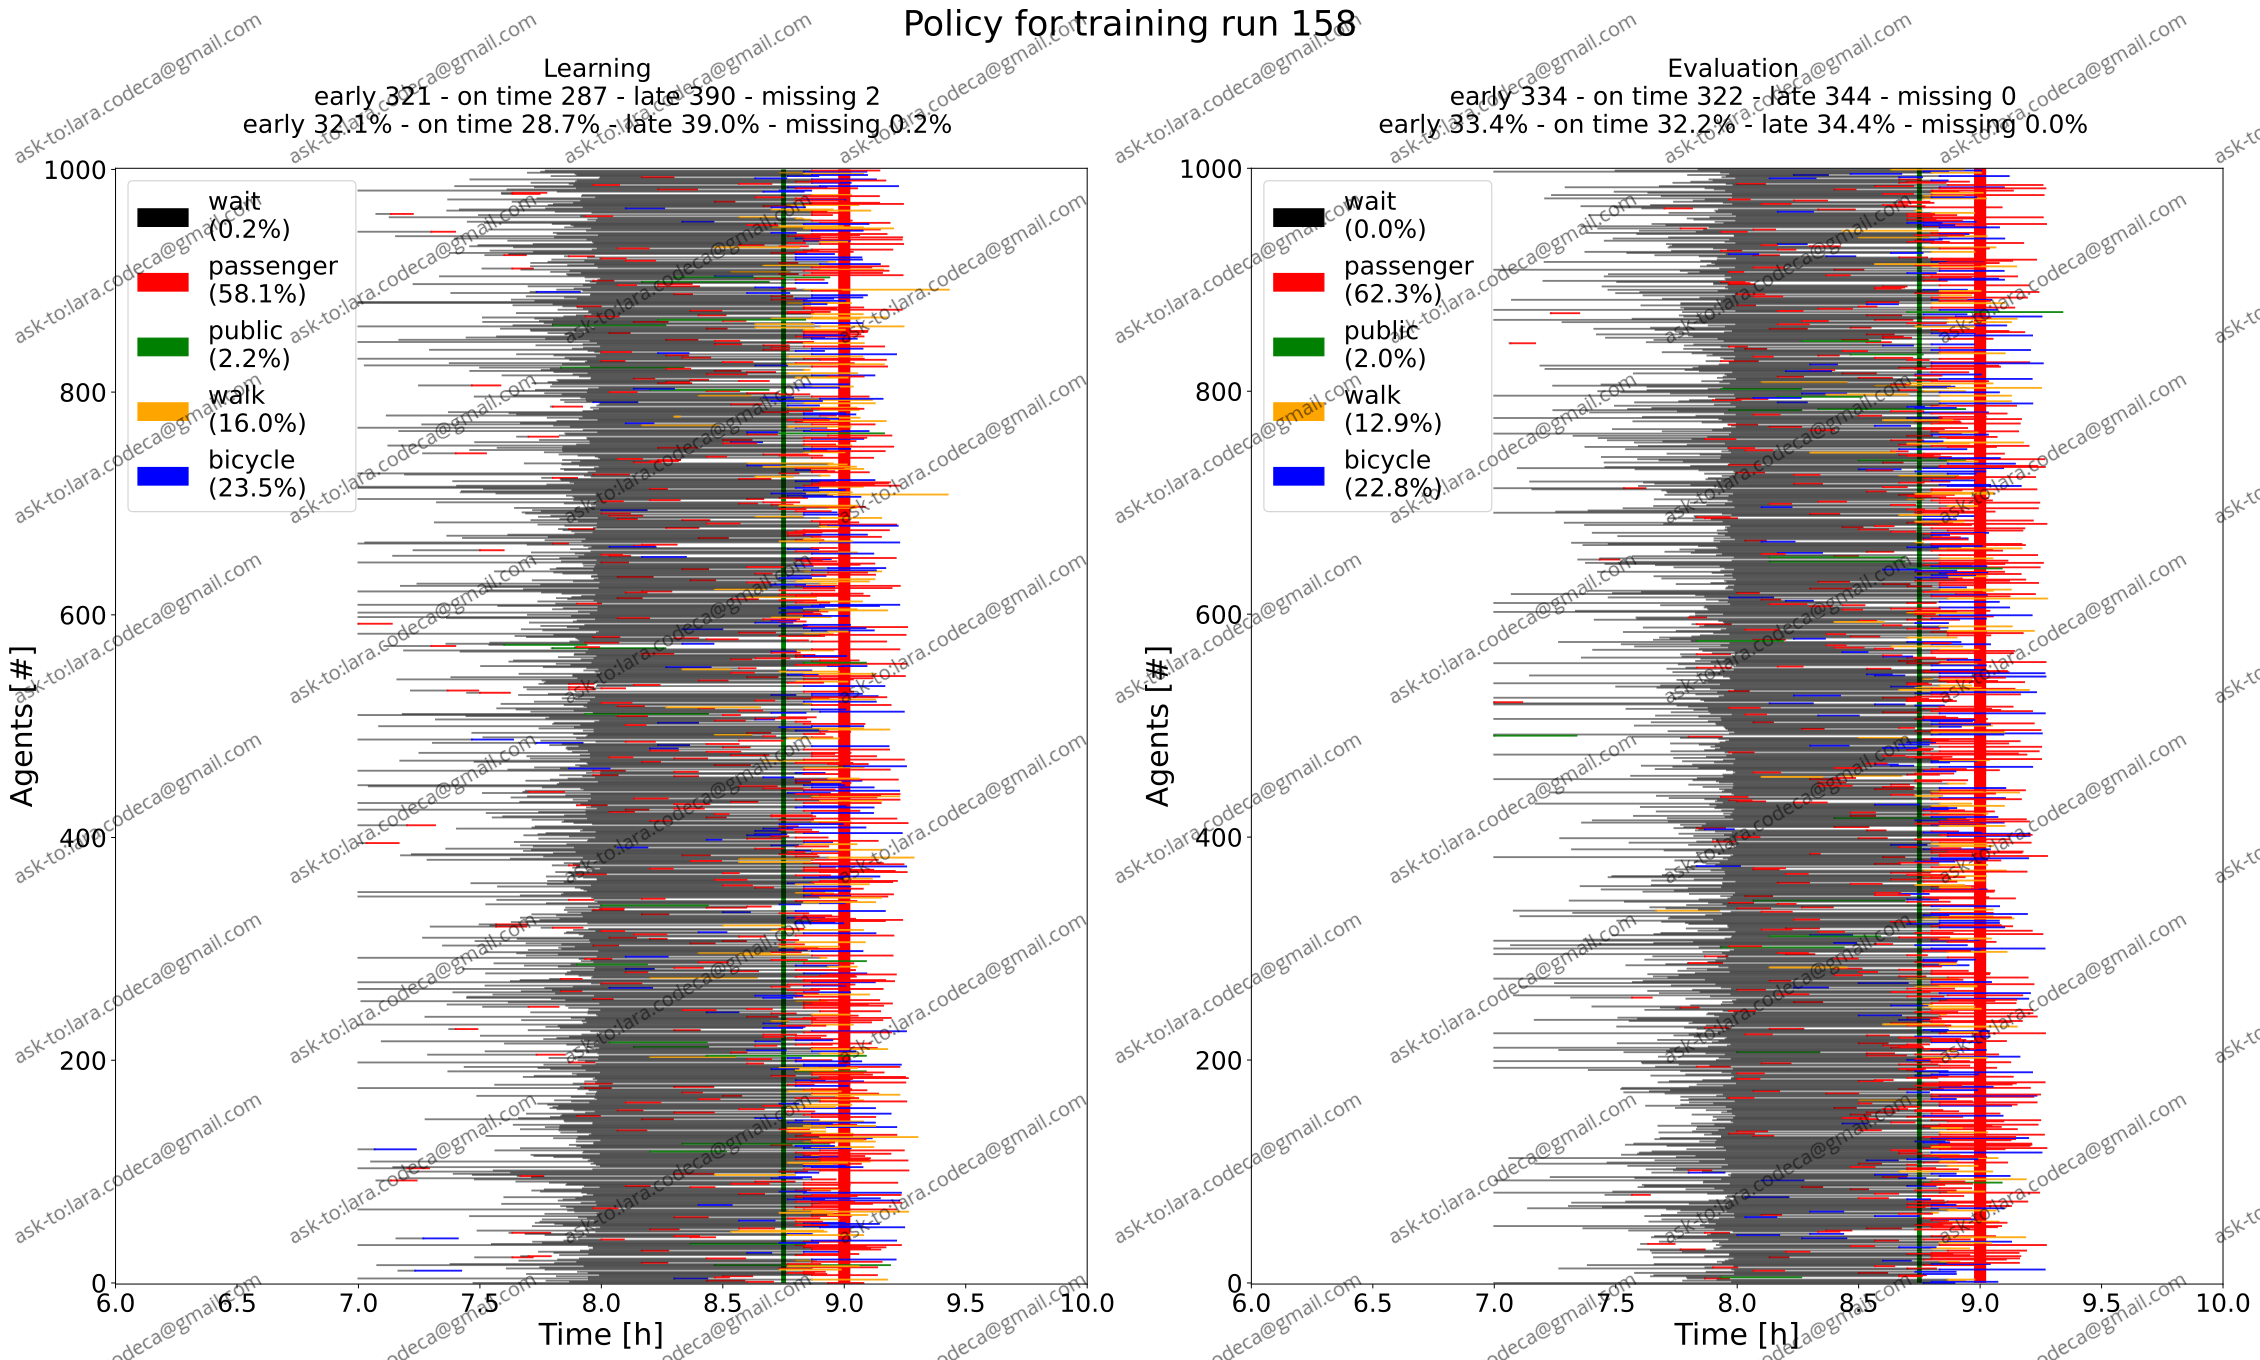 Policy for training run 158
Learning
early 321 - on time 287 - late 390 - missing 2
early 32.1% - on time 28.7% - late 39.0% - missing 0.2%
1000
800
600
400
200
0
Agents [#]
wait
(0.2%)
passenger
(58.1%)
public
(2.2%)
walk
(16.0%)
bicycle
(23.5%)
6.0 6.5 7.0 7.5 8.0 8.5 9.0 9.5 10.0
Time [h]
Evaluation
early 334 - on time 322 - late 344 - missing 0
early 33.4% - on time 32.2% - late 34.4% - missing 0.0%
1000
800
600
400
200
0
Agents [#]
wait
(0.0%)
passenger
(62.3%)
public
(2.0%)
walk
(12.9%)
bicycle
(22.8%)
6.0 6.5 7.0 7.5 8.0 8.5 9.0 9.5 10.0
Time [h]
ask-to:lara.codeca@gmail.com